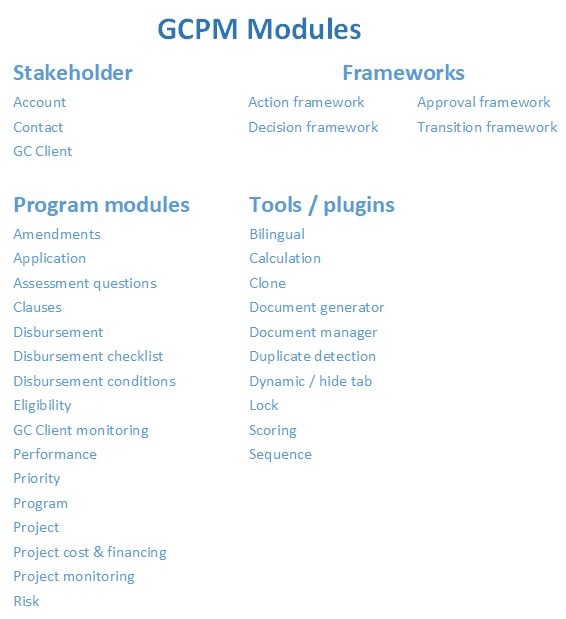 GCPM Modules
Stakeholder
Account
Contact
GC Client
Frameworks
Action framework
Approval framework
Decision framework
Transition framework
Program modules
Amendments
Application
Assessment questions
Clauses
Disbursement
Disbursement checklist
Disbursement conditions
Eligibility
GC Client monitoring
Performance
Priority
Program
Project
Project cost & financing
Project monitoring
Risk
Tools / plugins
Bilingual
Calculation
Clone
Document generator
Document manager
Duplicate detection
Dynamic / hide tab
Lock
Scoring
Sequence